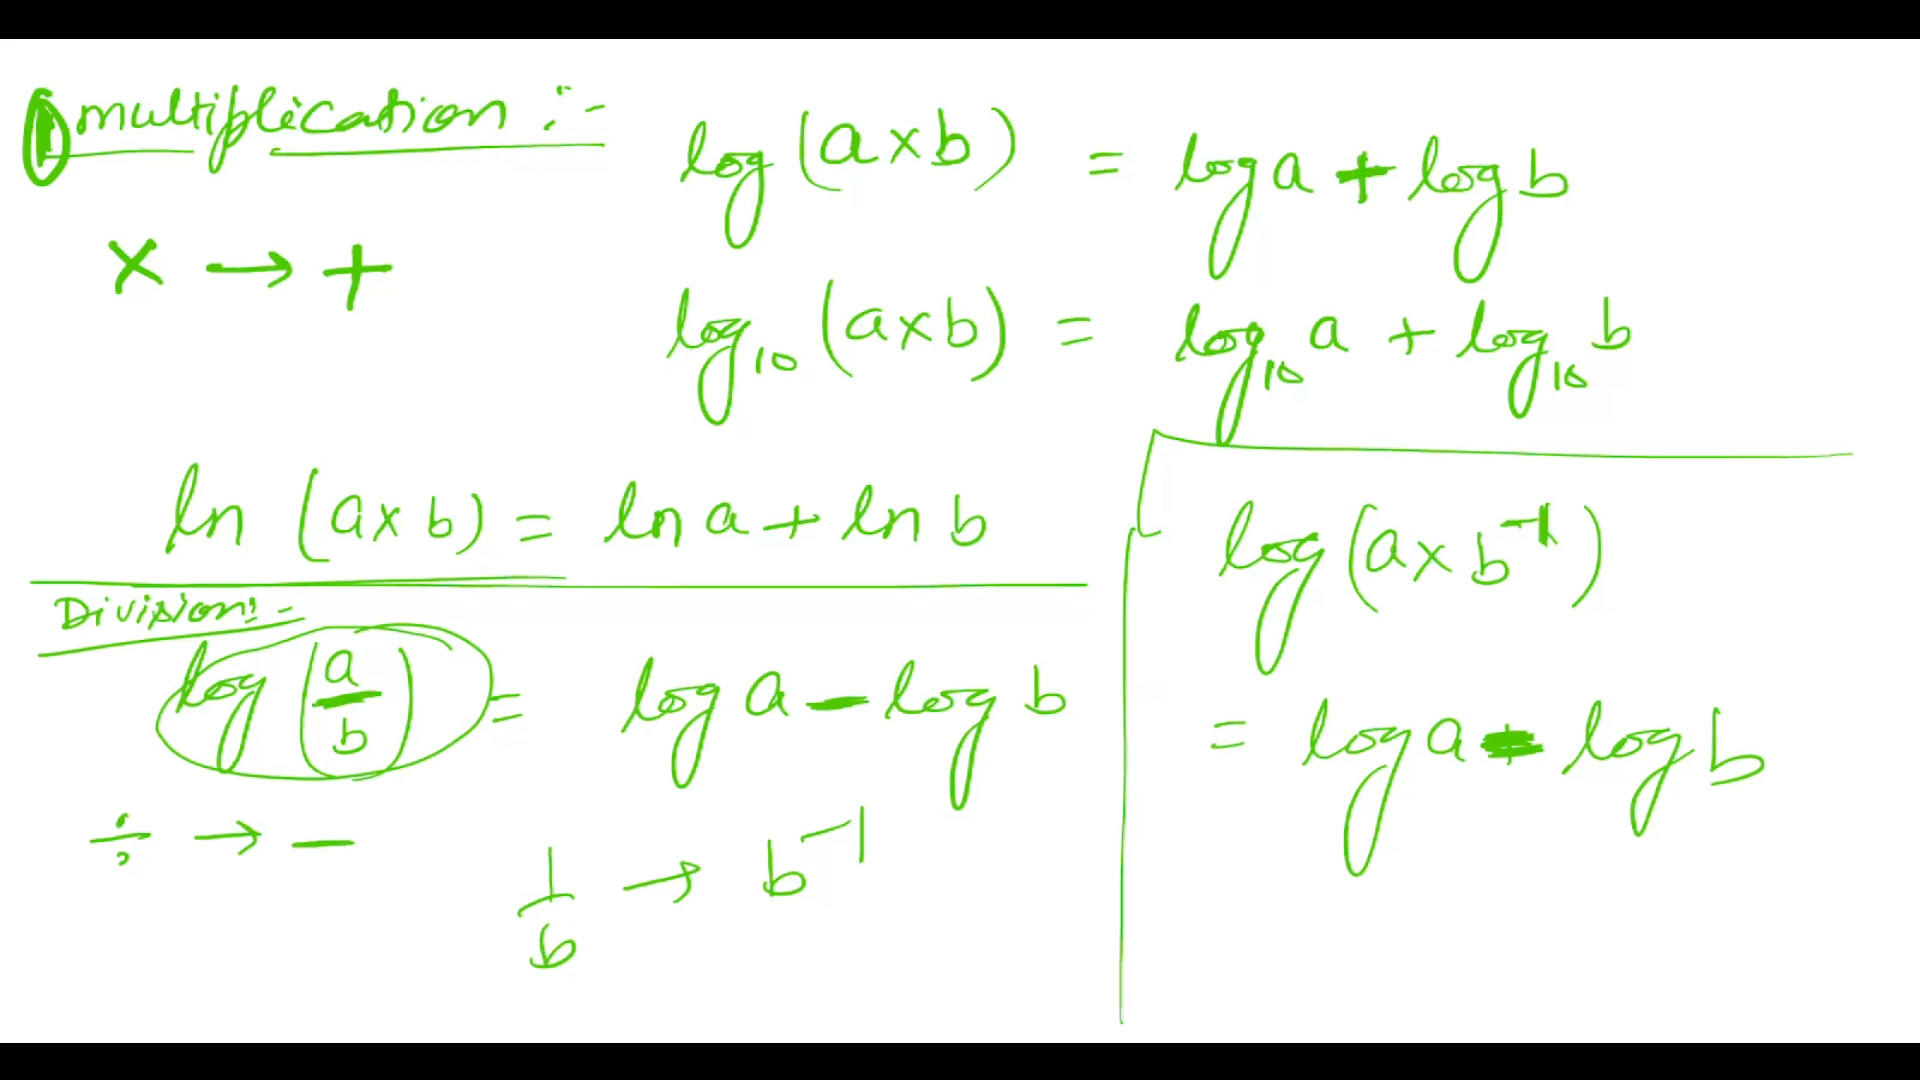 ① multiplication :-
log (a×b) = log a + log b
× → +
log₁₀ (a×b) = log₁₀ a + log₁₀ b
ln (a×b) = ln a + ln b
Division:-
log (a/b) = log a - log b
÷ → -
1/b → b⁻¹
log (a×b⁻¹)
= log a - log b